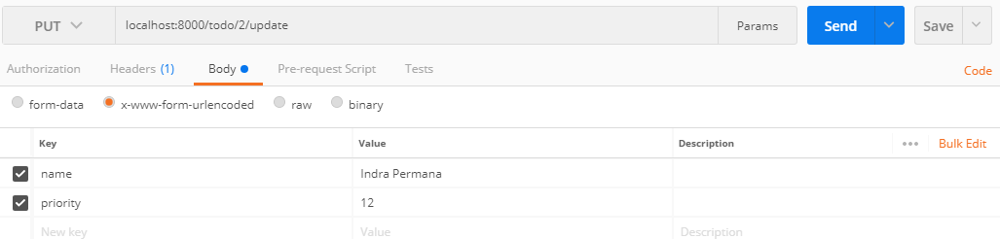 PUT localhost:8000/todo/2/update Params Send Save
Authorization Headers (1) Body Pre-request Script Tests Code
form-data x-www-form-urlencoded raw binary
Key Value Description ••• Bulk Edit
name Indra Permana
priority 12
New key Value Description